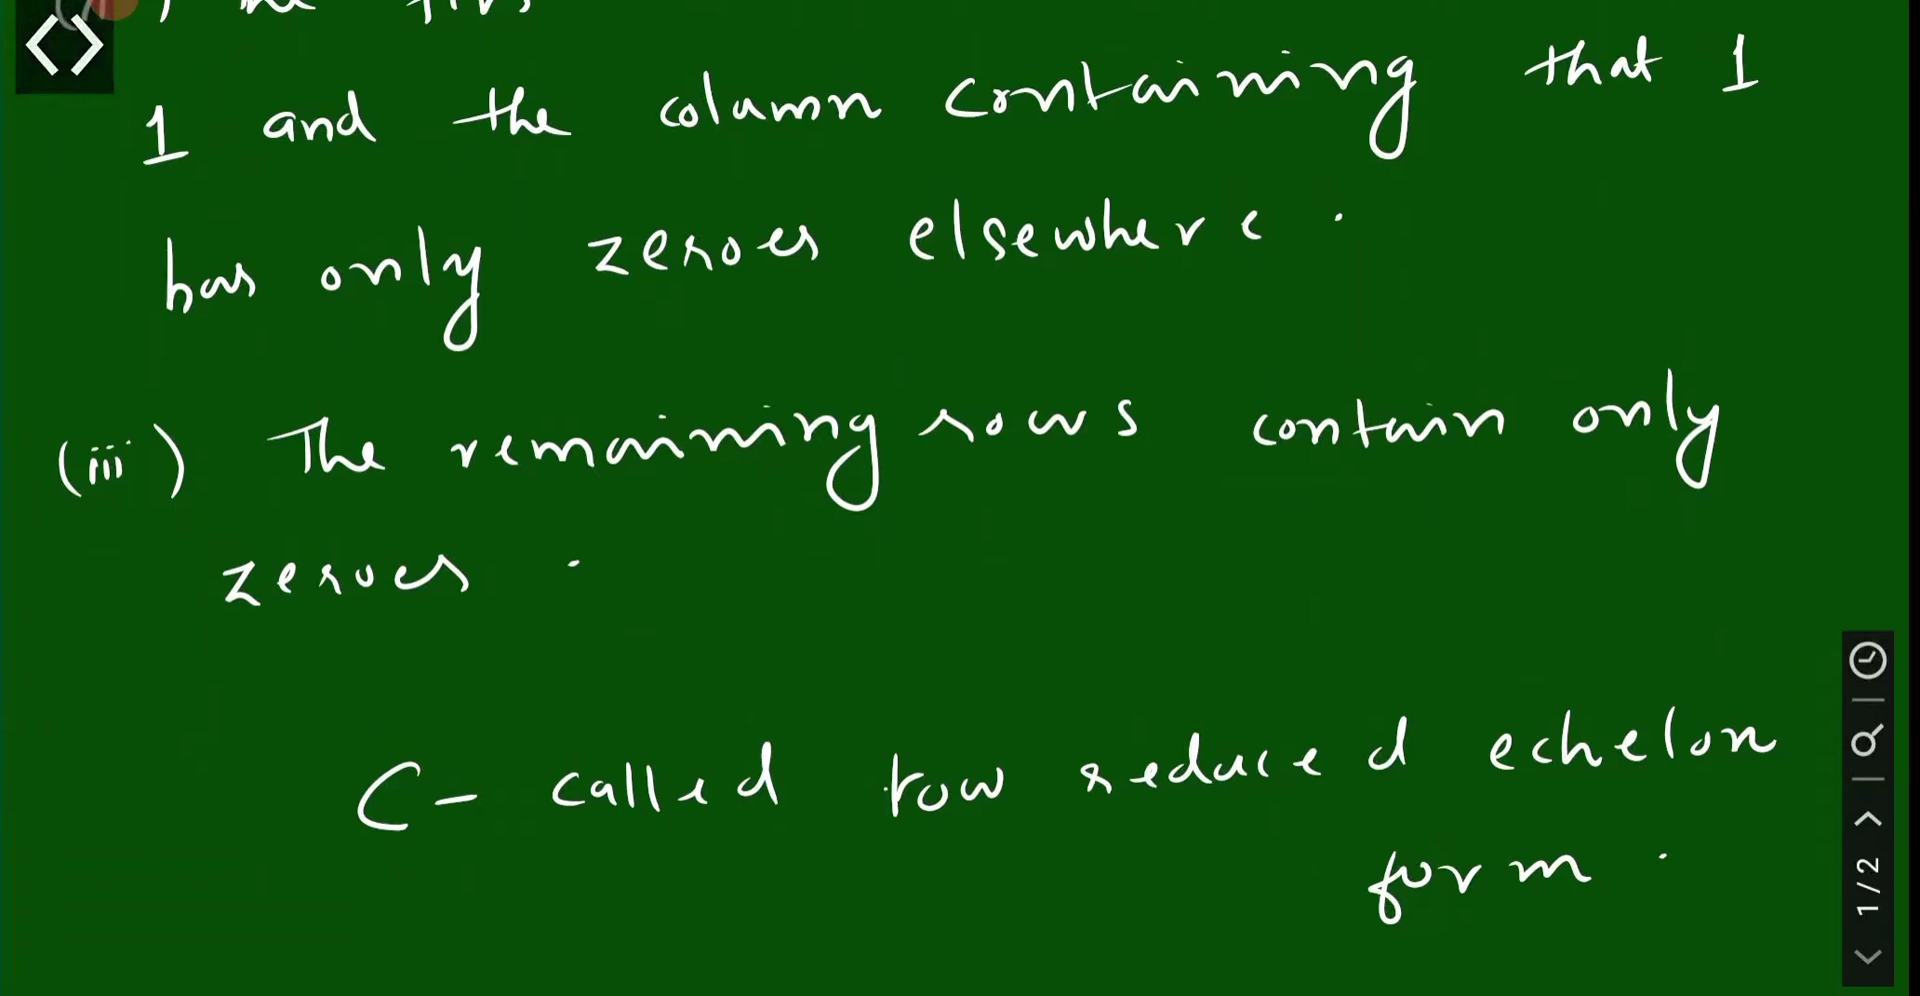 1 and the column containing that 1
has only zeroes elsewhere.
(iii) The remaining rows contain only
zeroes.
C - called row reduced echelon
form.
1/2